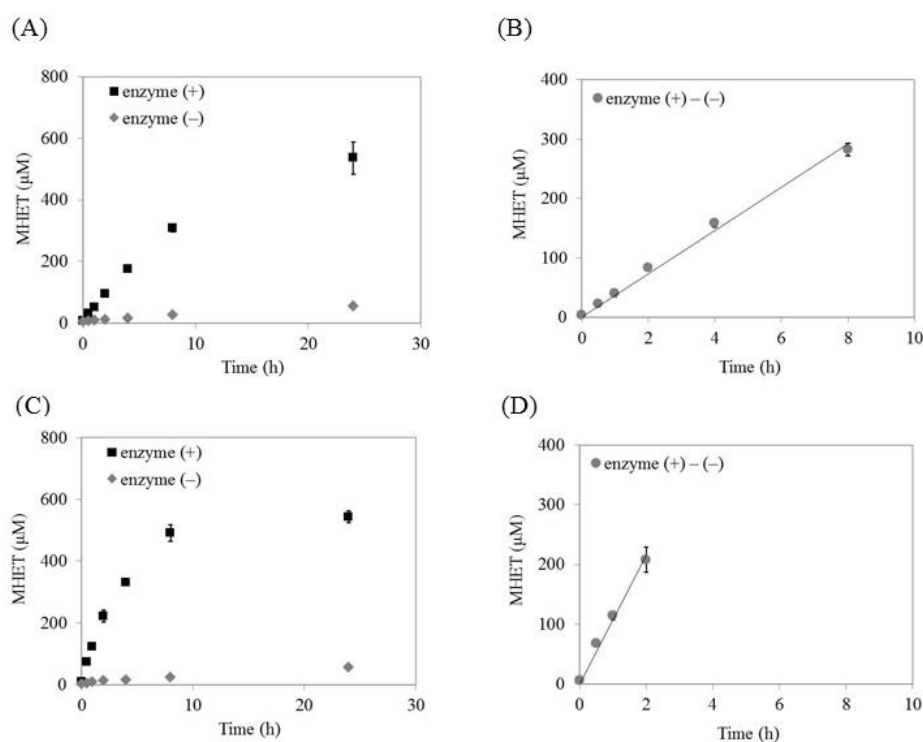 (A)
800
600
400
200
0
MHET (µM)
■ enzyme (+)
◆ enzyme (–)
0
10
20
30
Time (h)
(B)
400
300
200
100
0
MHET (µM)
● enzyme (+) – (–)
0
2
4
6
8
10
Time (h)
(C)
800
600
400
200
0
MHET (µM)
■ enzyme (+)
◆ enzyme (–)
0
10
20
30
Time (h)
(D)
400
300
200
100
0
MHET (µM)
● enzyme (+) – (–)
0
2
4
6
8
10
Time (h)